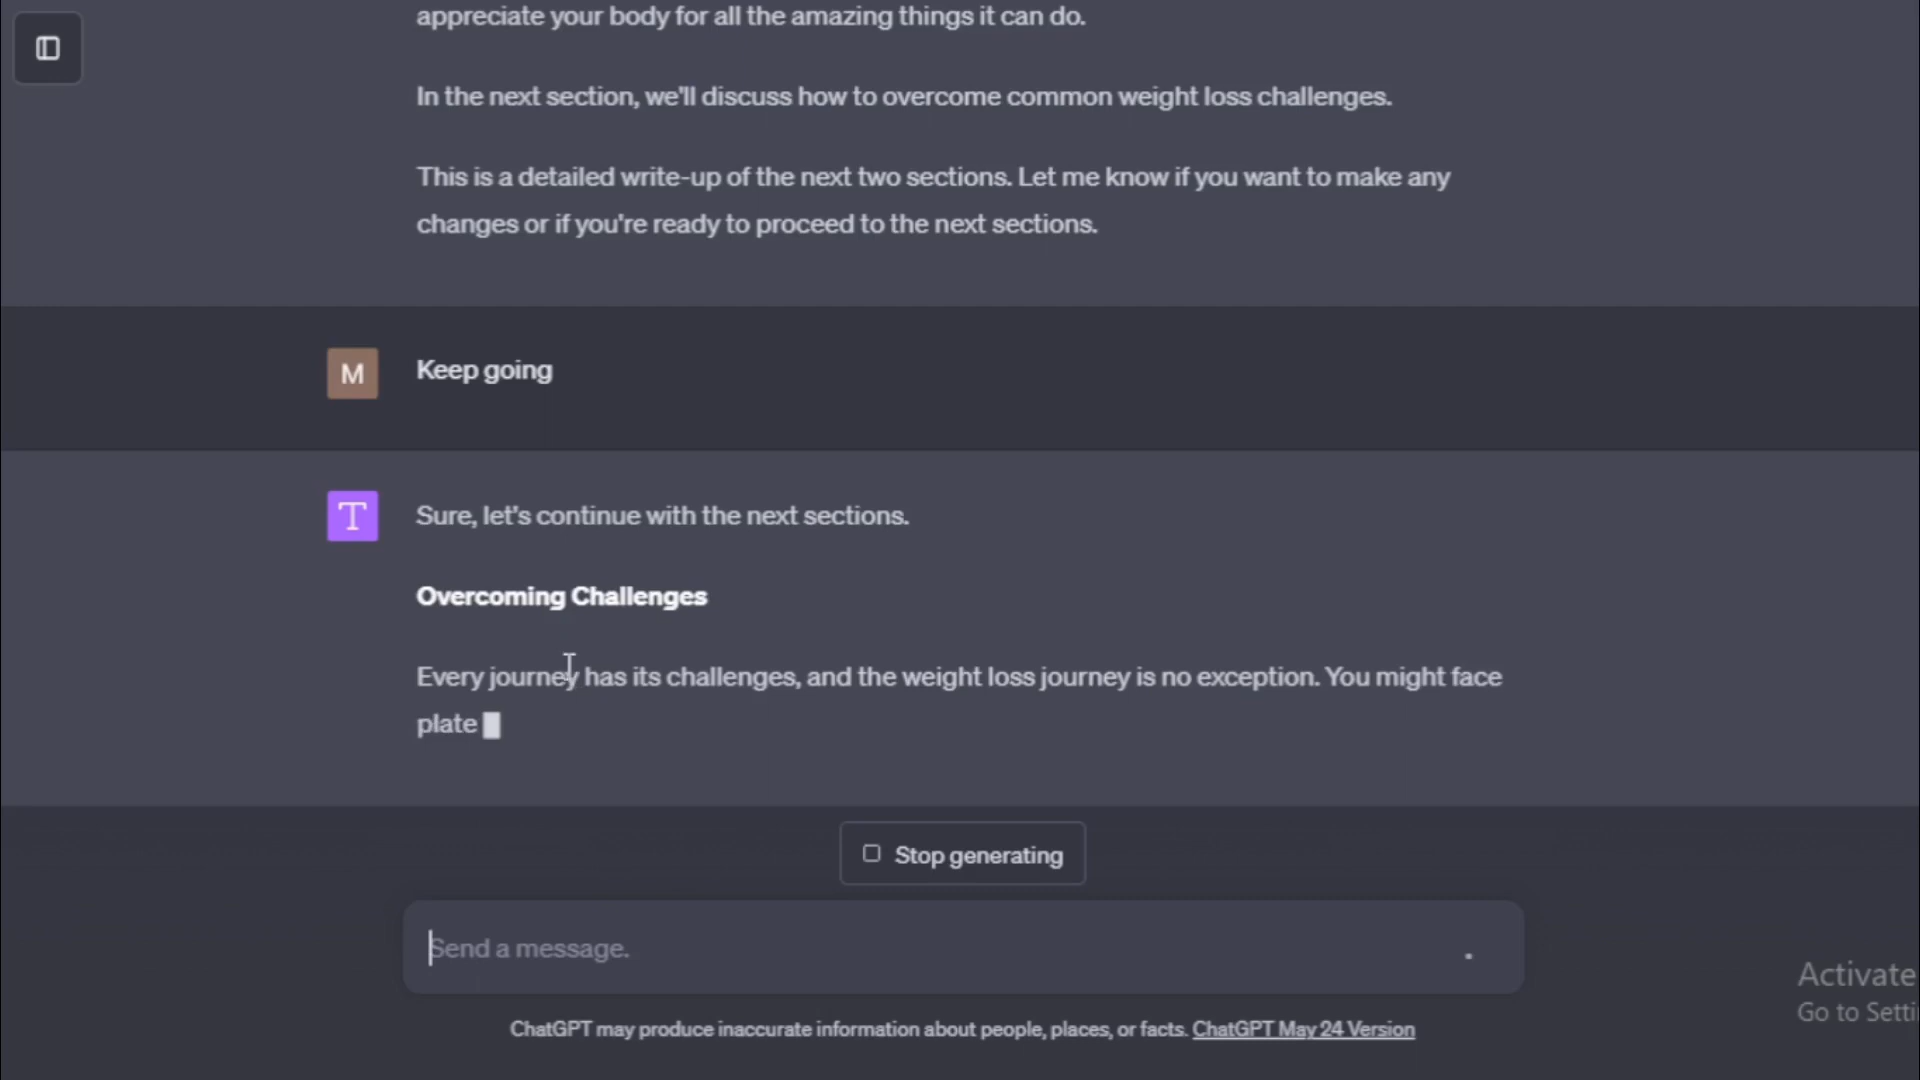 appreciate your body for all the amazing things it can do.
In the next section, we'll discuss how to overcome common weight loss challenges.
This is a detailed write-up of the next two sections. Let me know if you want to make any
changes or if you're ready to proceed to the next sections.
M
Keep going
T
Sure, let's continue with the next sections.
Overcoming Challenges
Every journey has its challenges, and the weight loss journey is no exception. You might face
plate
Stop generating
Send a message.
Activate
Go to Setti
ChatGPT may produce inaccurate information about people, places, or facts. ChatGPT May 24 Version